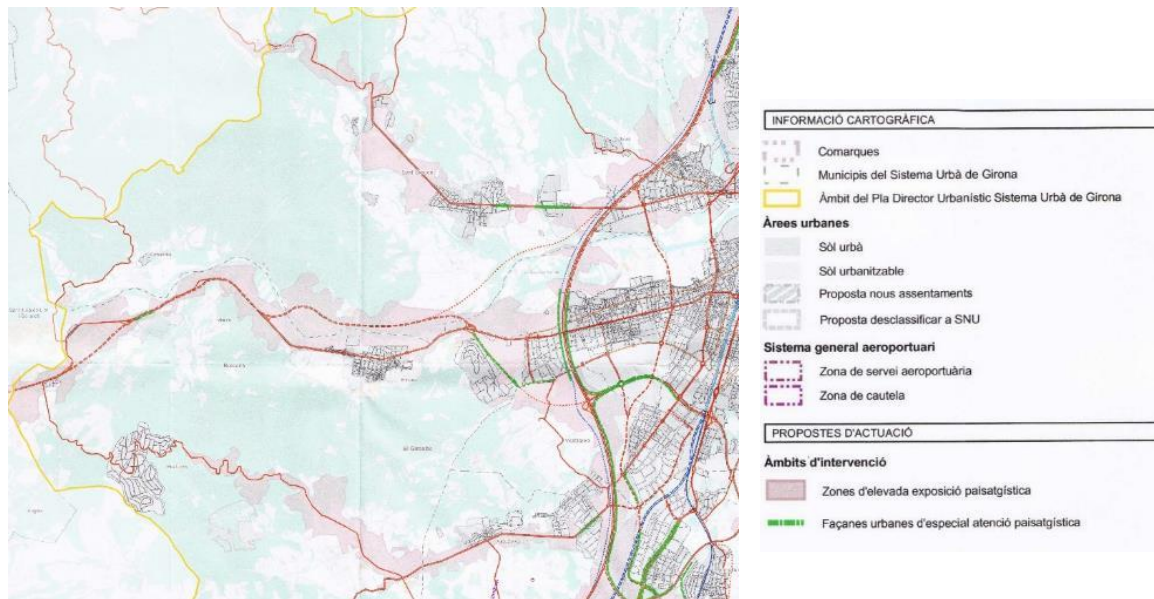 INFORMACIÓ CARTOGRÀFICA
Comarques
Municipis del Sistema Urbà de Girona
Àmbit del Pla Director Urbanístic Sistema Urbà de Girona
Àrees urbanes
Sòl urbà
Sòl urbanitzable
Proposta nous assentaments
Proposta desclassificar a SNU
Sistema general aeroportuari
Zona de servei aeroportuària
Zona de cautela
PROPOSTES D'ACTUACIÓ
Àmbits d'intervenció
Zones d'elevada exposició paisatgística
Façanes urbanes d'especial atenció paisatgística